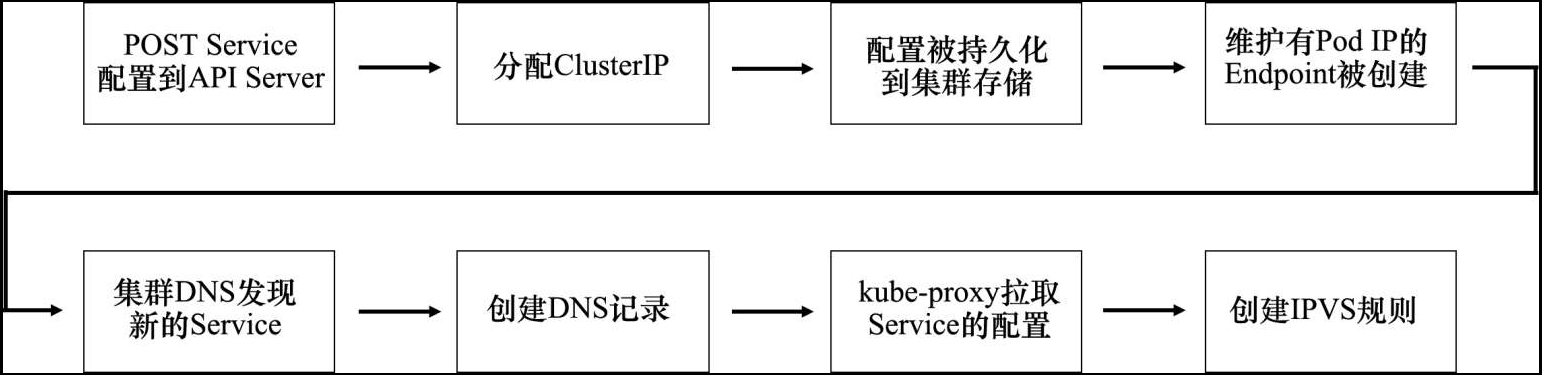 POST Service
配置到API Server
分配ClusterIP
配置被持久化
到集群存储
维护有Pod IP的
Endpoint被创建
集群DNS发现
新的Service
创建DNS记录
kube-proxy拉取
Service的配置
创建IPVS规则